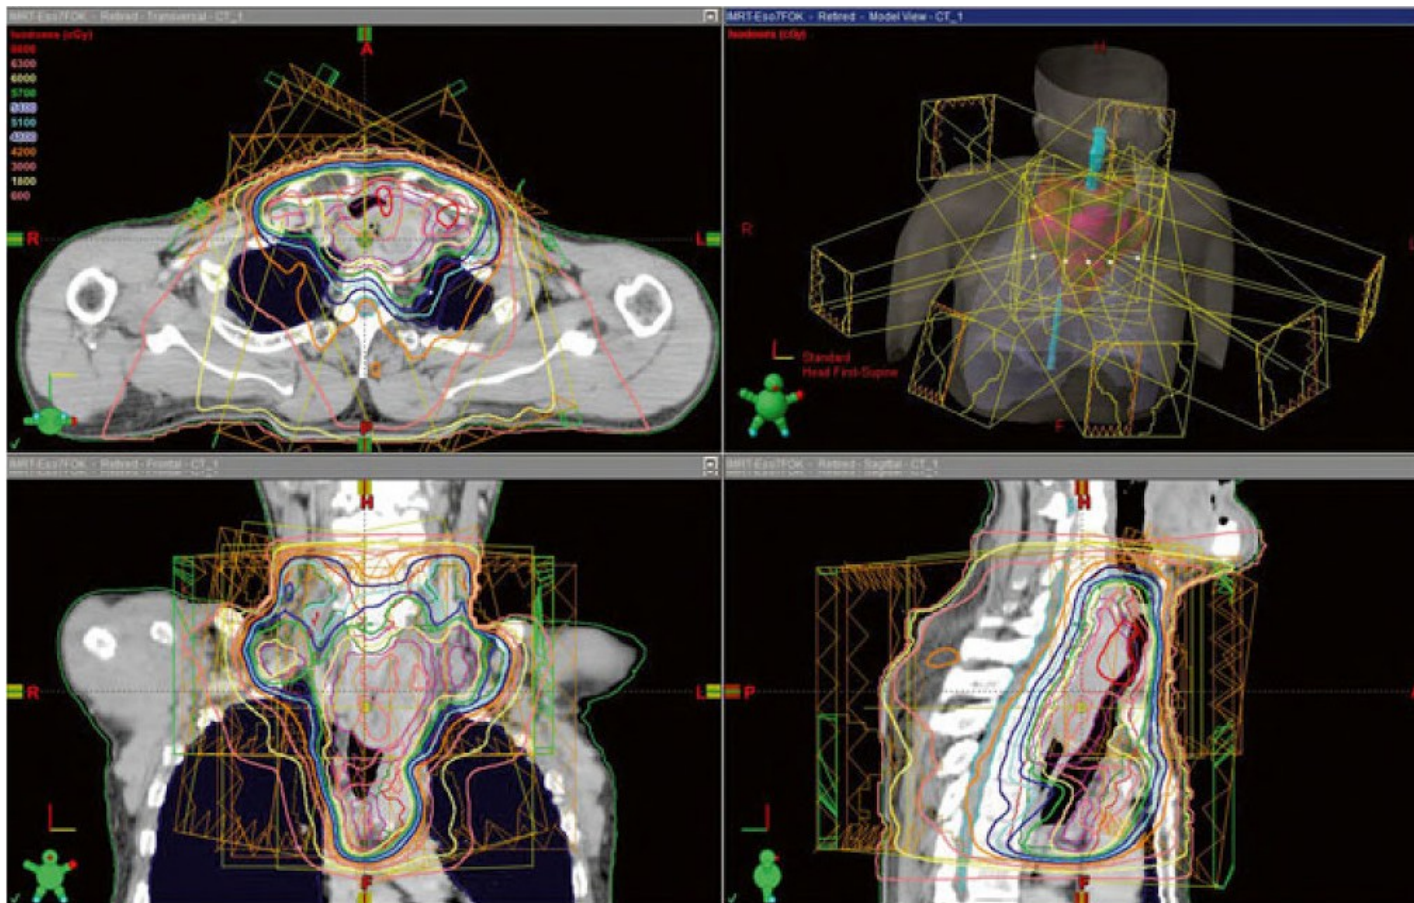 IMRT-Eso7FOK - Retired - Transversal - CT_1
Isodoses (cGy)
6600
6300
6000
5700
5400
5100
4800
4200
3000
1800
600
A
R
L
P
IMRT-Eso7FOK - Retired - Model View - CT_1
Isodoses (cGy)
H
R
L
Standard
Head First-Supine
F
IMRT-Eso7FOK - Retired - Frontal - CT_1
H
R
L
F
IMRT-Eso7FOK - Retired - Sagittal - CT_1
H
P
A
F